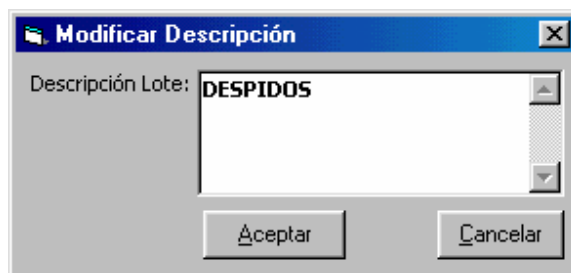 Modificar Descripción
Descripción Lote: DESPIDOS
Aceptar Cancelar